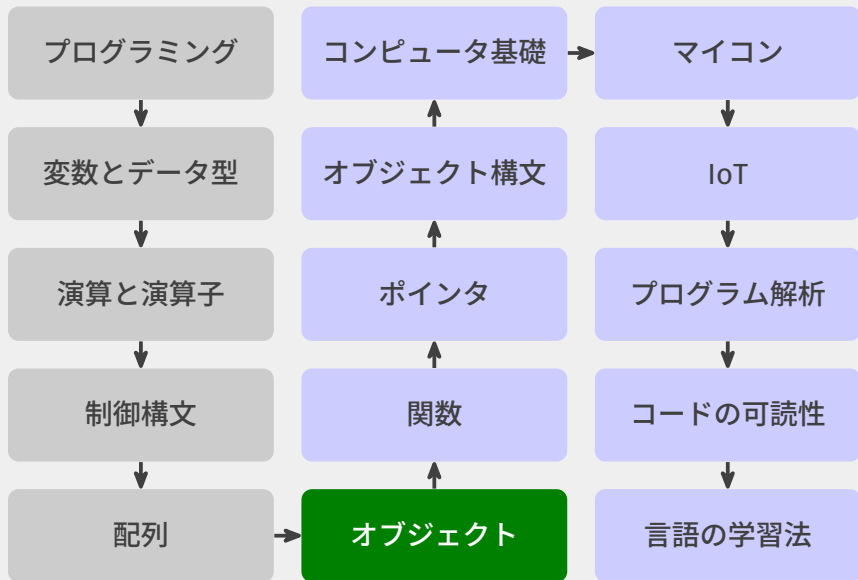 プログラミング
変数とデータ型
演算と演算子
制御構文
配列
オブジェクト
関数
ポインタ
オブジェクト構文
コンピュータ基礎
マイコン
IoT
プログラム解析
コードの可読性
言語の学習法